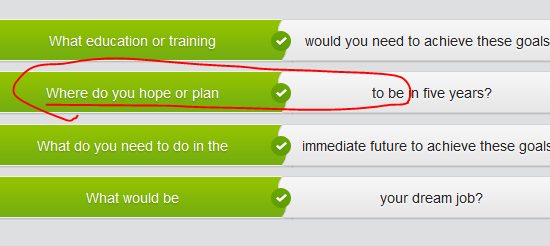 What education or training would you need to achieve these goals
Where do you hope or plan to be in five years?
What do you need to do in the immediate future to achieve these goals
What would be your dream job?